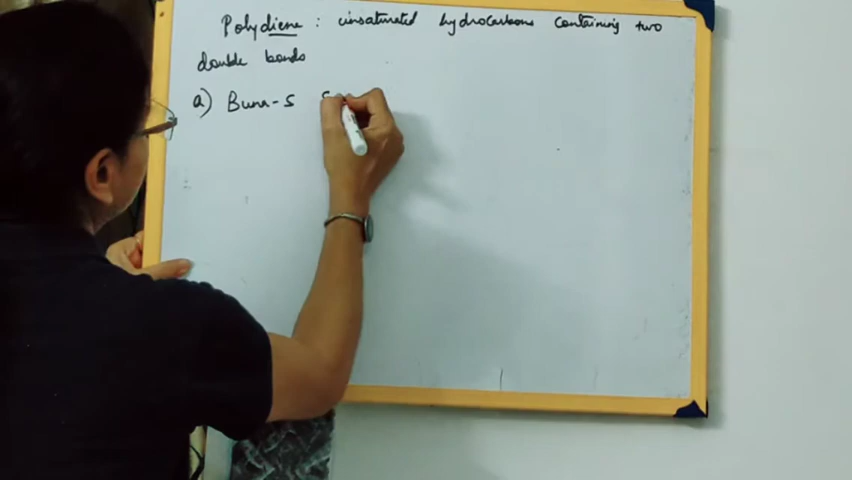 Polydiene : unsaturated hydrocarbons containing two
double bonds
a) Buna-S S